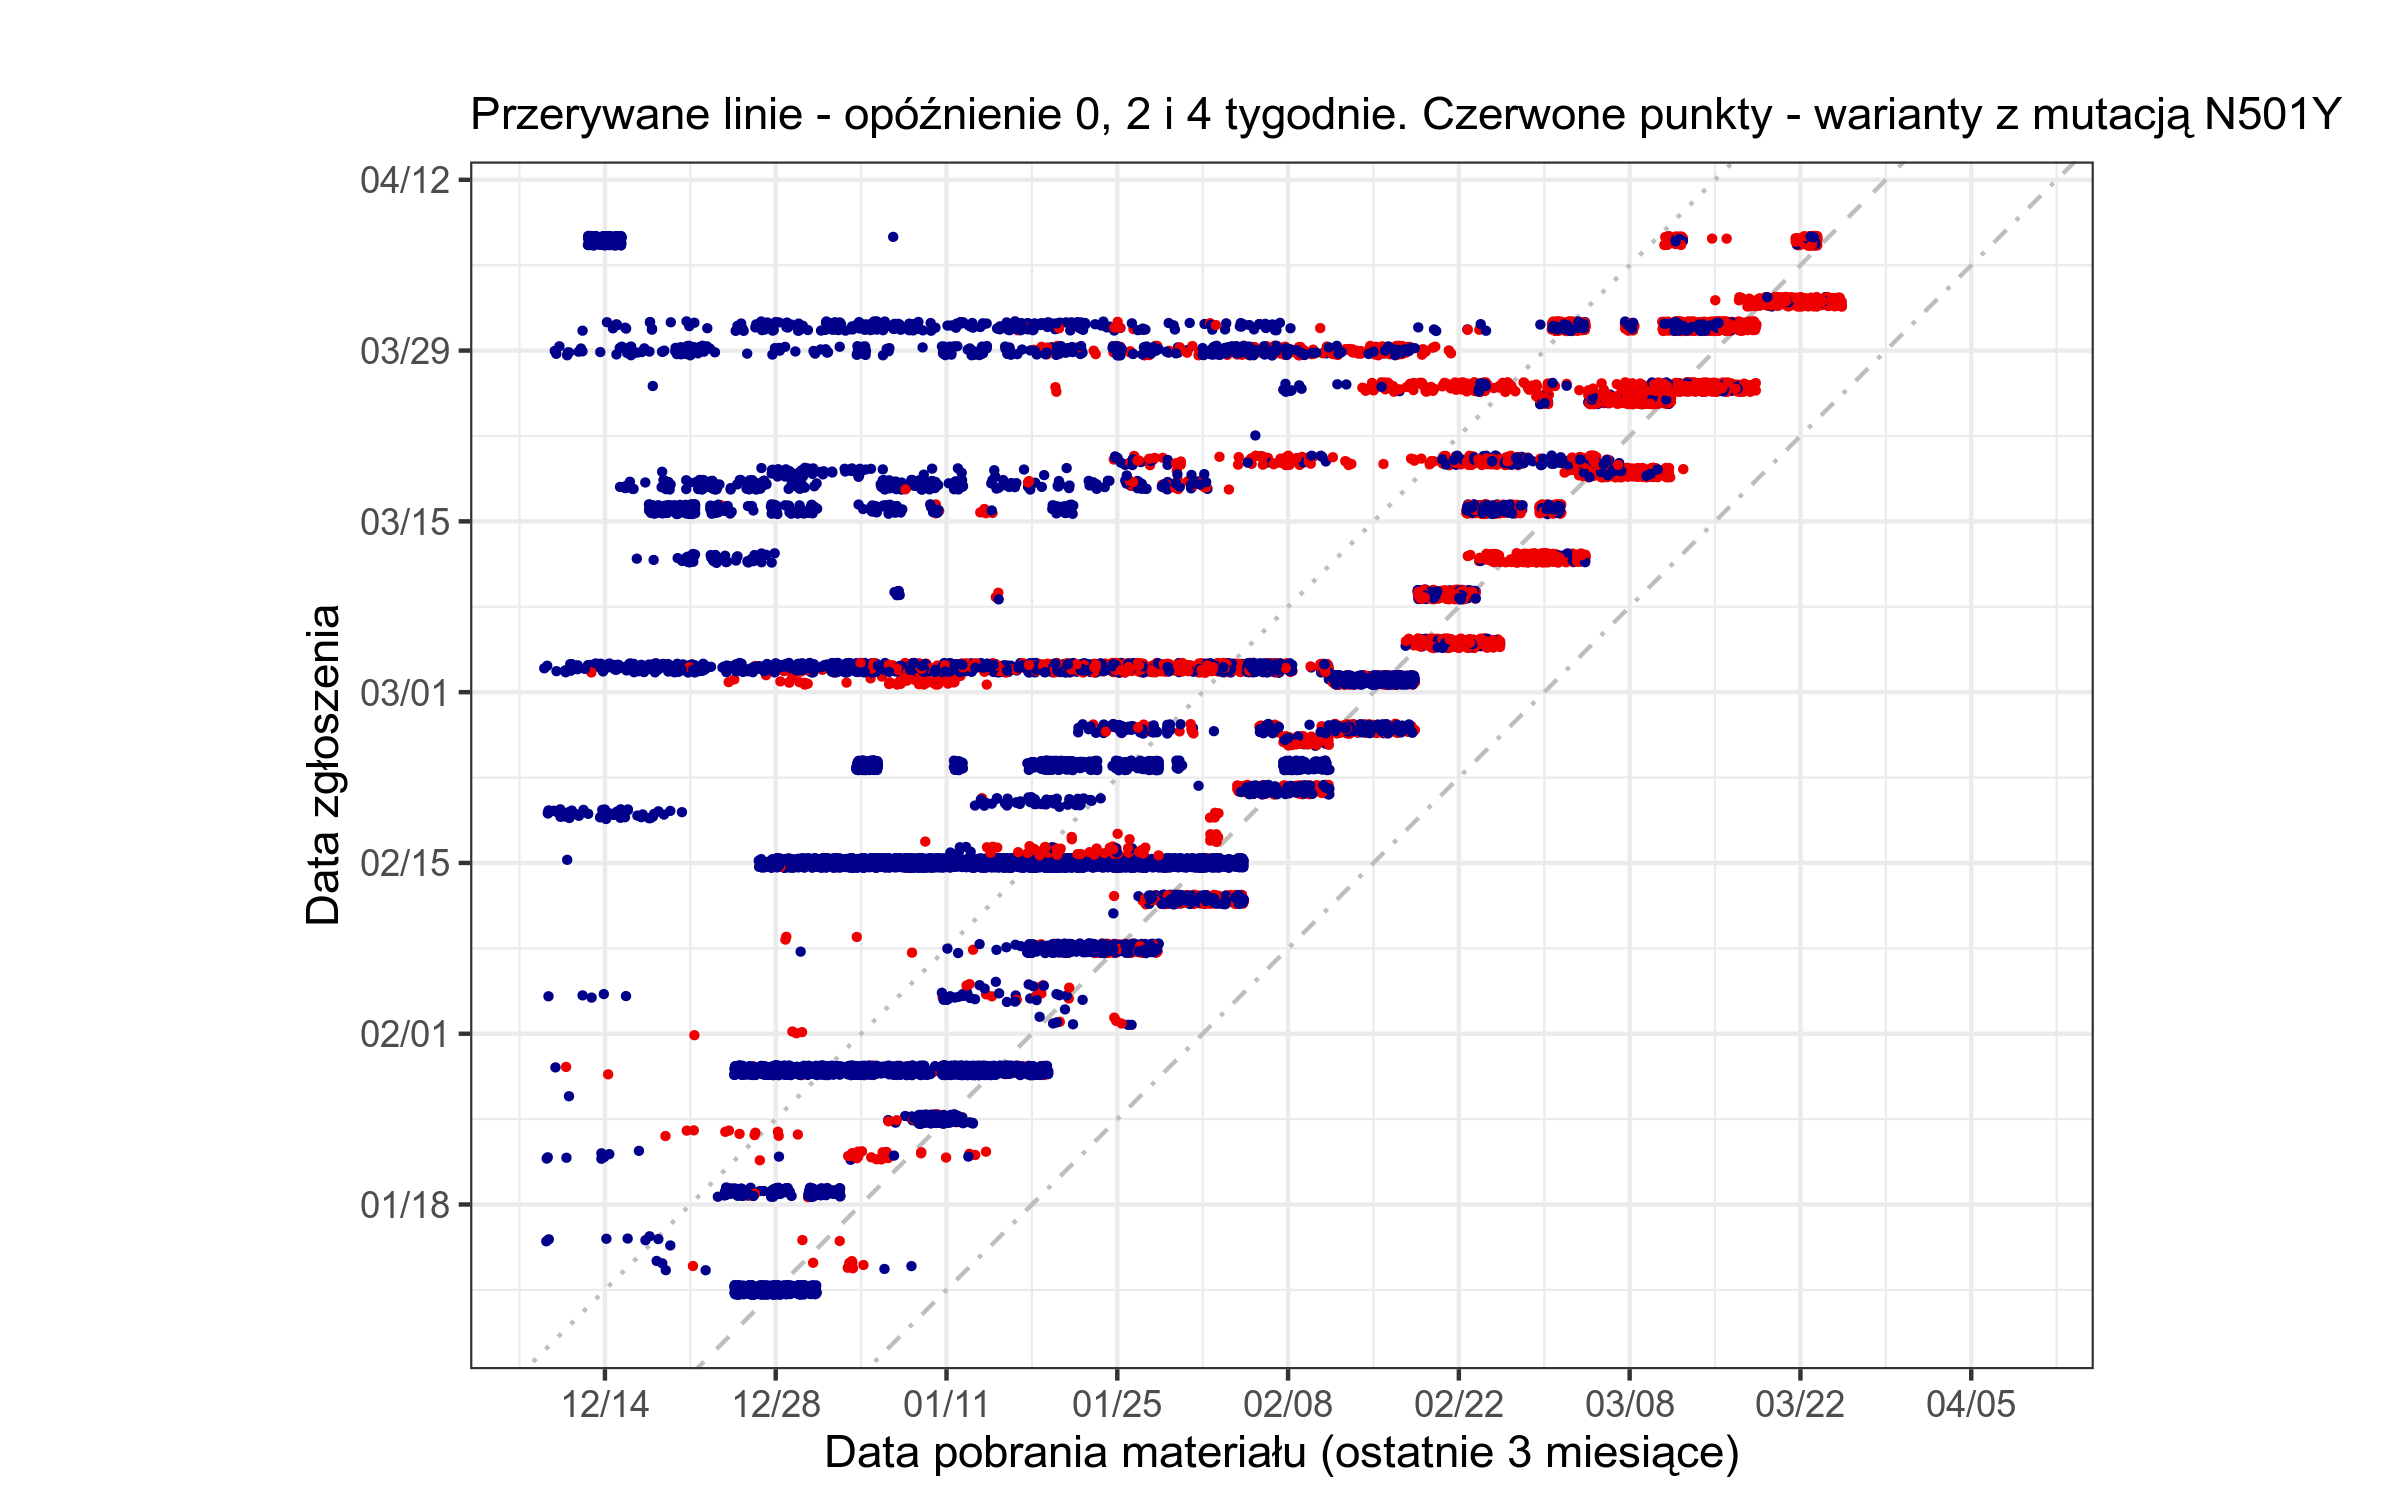 Przerywane linie - opóźnienie 0, 2 i 4 tygodnie. Czerwone punkty - warianty z mutacją N501Y
Data zgłoszenia
04/12
03/29
03/15
03/01
02/15
02/01
01/18
12/14 12/28 01/11 01/25 02/08 02/22 03/08 03/22 04/05
Data pobrania materiału (ostatnie 3 miesiące)